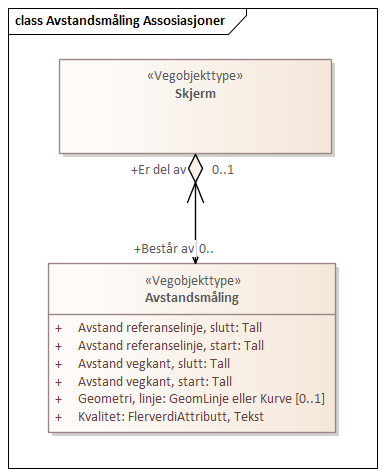 class Avstandsmåling Assosiasjoner
«Vegobjekttype»
Skjerm
+Er del av 0..1
+Består av 0..
«Vegobjekttype»
Avstandsmåling
+ Avstand referanselinje, slutt: Tall
+ Avstand referanselinje, start: Tall
+ Avstand vegkant, slutt: Tall
+ Avstand vegkant, start: Tall
+ Geometri, linje: GeomLinje eller Kurve [0..1]
+ Kvalitet: FlerverdiAttributt, Tekst